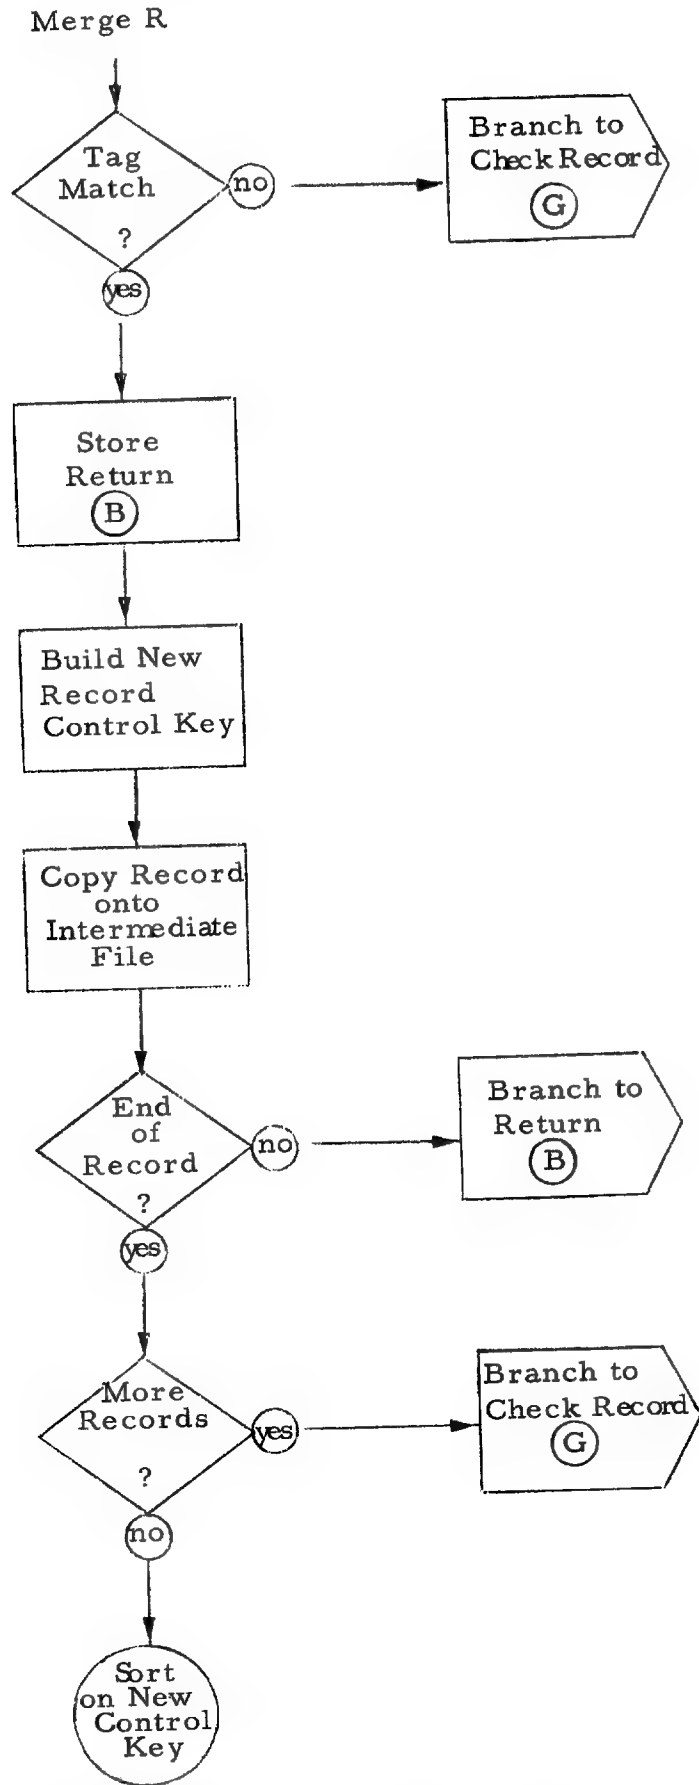 Merge R
Tag
Match
?
no
Branch to
Check Record
G
yes
Store
Return
B
Build New
Record
Control Key
Copy Record
onto
Intermediate
File
End
of
Record
?
no
Branch to
Return
B
yes
More
Records
?
yes
Branch to
Check Record
G
no
Sort
on New
Control
Key